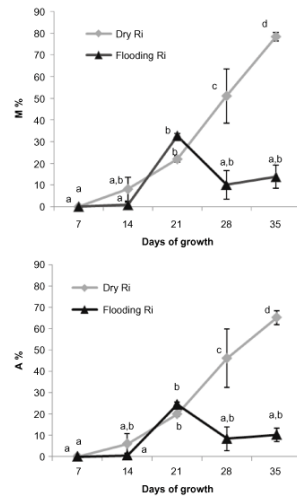 90
80
70
60
50
40
30
20
10
0
M %
Dry Ri
Flooding Ri
a
a
a,b
a
b
b
c
a,b
d
a,b
7 14 21 28 35
Days of growth
90
80
70
60
50
40
30
20
10
0
A %
Dry Ri
Flooding Ri
a
a
a,b
a
b
b
c
a,b
d
a,b
7 14 21 28 35
Days of growth